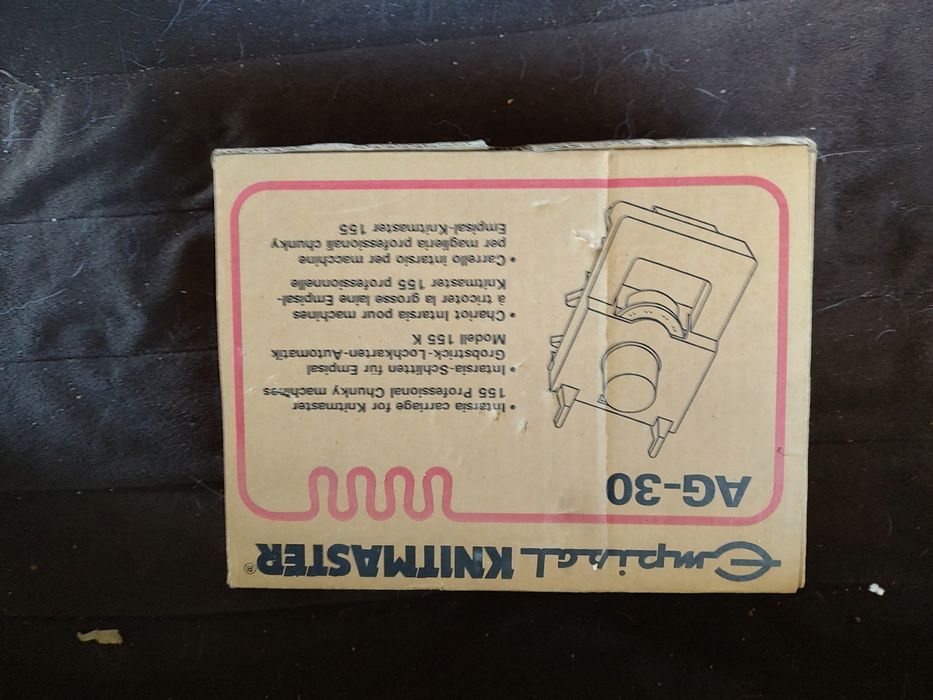 Empisal KNITMASTER®
AG-30
• Intarsia carriage for Knitmaster
155 Professional Chunky machines
• Intarsia-Schlitten für Empisal
Grobstrick-Lochkarten-Automatik
Modell 155 K
• Chariot Intarsia pour machines
à tricoter la grosse laine Empisal-
Knitmaster 155 professionnelle
• Carrello intarsio per macchine
per maglieria professionali chunky
Empisal-Knitmaster 155